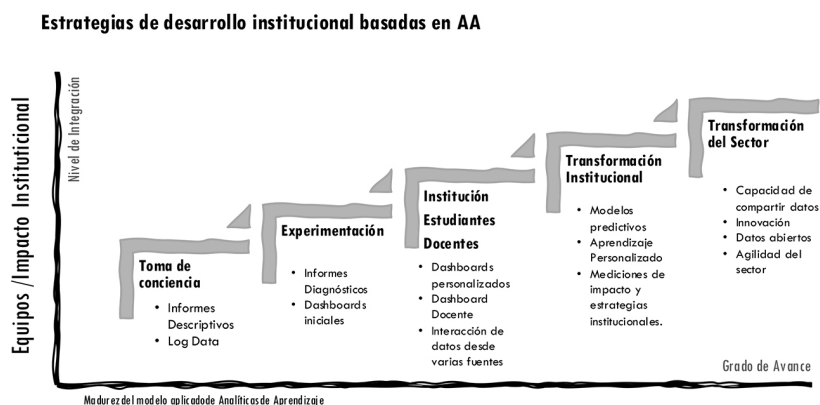 Estrategias de desarrollo institucional basadas en AA
Equipos /Impacto Instituticional
Nivel de Integración
Toma de
conciencia
• Informes
Descriptivos
• Log Data
Experimentación
• Informes
Diagnósticos
• Dashboards
iniciales
Institución
Estudiantes
Docentes
• Dashboards
personalizados
• Dashboard
Docente
• Interacción de
datos desde
varias fuentes
Transformación
Institucional
• Modelos
predictivos
• Aprendizaje
Personalizado
• Mediciones de
impacto y
estrategias
institucionales.
Transformación
del Sector
• Capacidad de
compartir datos
• Innovación
• Datos abiertos
• Agilidad del
sector
Grado de Avance
Madurez del modelo aplicadode Analíticas de Aprendizaje